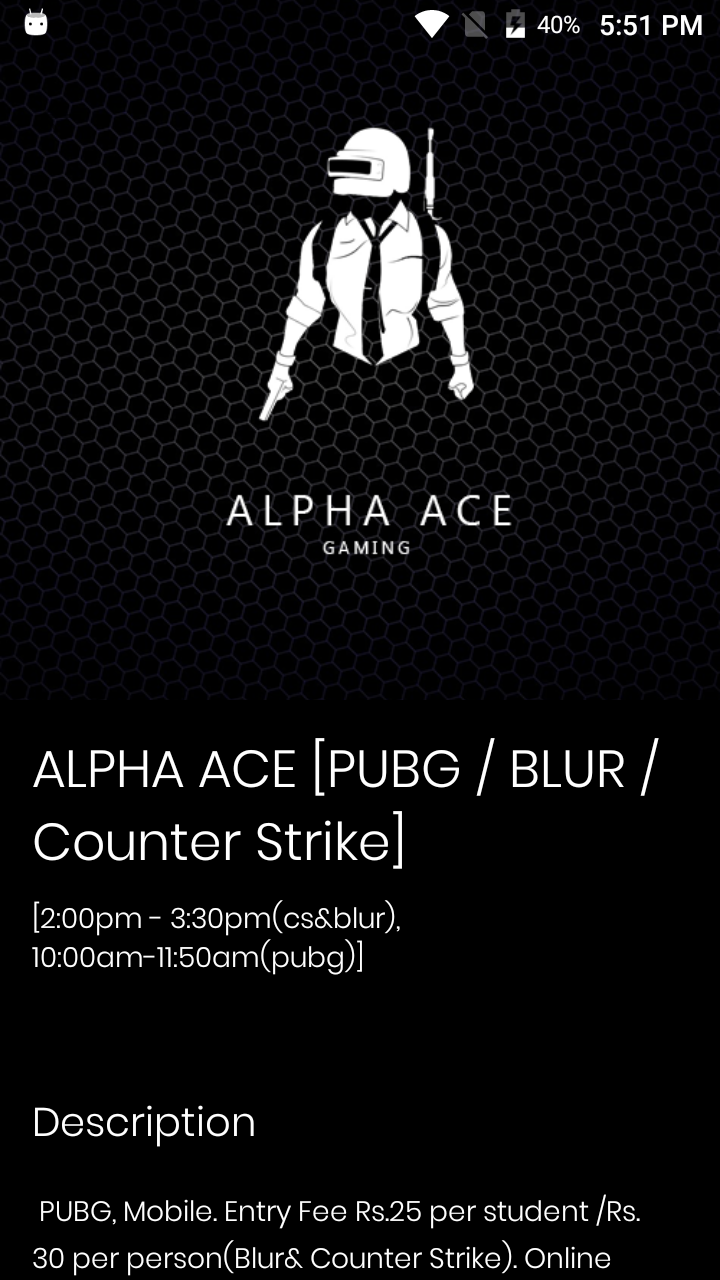 40% 5:51 PM
ALPHA ACE
GAMING
ALPHA ACE [PUBG / BLUR /
Counter Strike]
[2:00pm - 3:30pm(cs&blur),
10:00am-11:50am(pubg)]
Description
PUBG, Mobile. Entry Fee Rs.25 per student /Rs.
30 per person(Blur& Counter Strike). Online